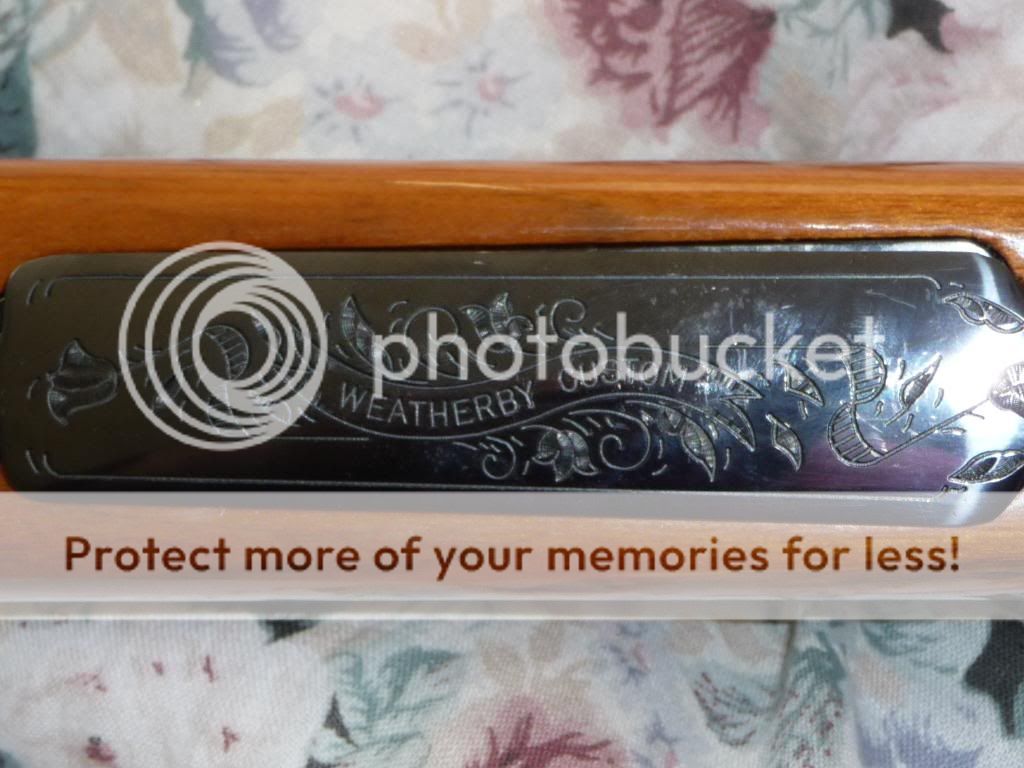 photobucket
WEATHERBY CUSTOM
Protect more of your memories for less!